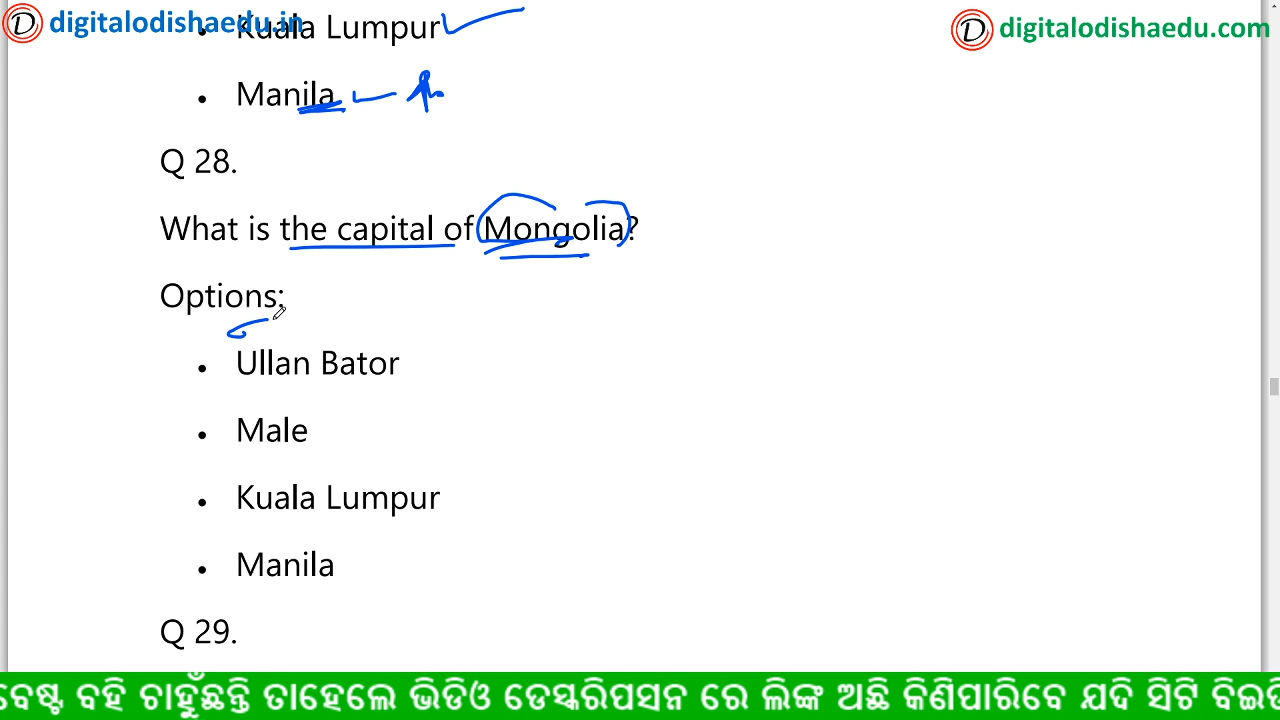 digitalodishaedu.in
digitalodishaedu.com
• Kuala Lumpur
• Manila
Q 28.
What is the capital of Mongolia?
Options:
• Ullan Bator
• Male
• Kuala Lumpur
• Manila
Q 29.
ବେଷ୍ଟ ବହି ଚାହୁଁଛନ୍ତି ତାହେଲେ ଭିଡିଓ ଡେସ୍କରିପସନ ରେ ଲିଙ୍କ ଅଛି କିଣିପାରିବେ ଯଦି ସିଟି